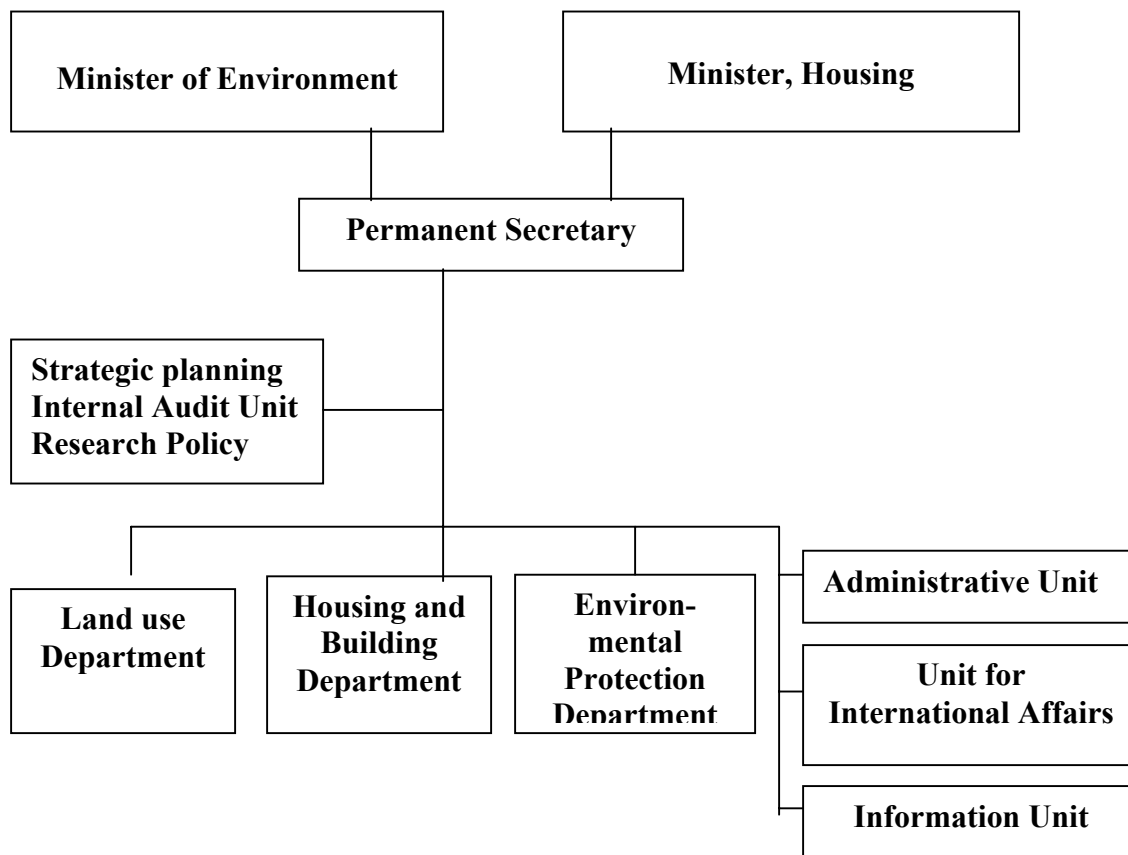 Minister of Environment
Minister, Housing
Permanent Secretary
Strategic planning
Internal Audit Unit
Research Policy
Land use
Department
Housing and
Building
Department
Environ-
mental
Protection
Department
Administrative Unit
Unit for
International Affairs
Information Unit